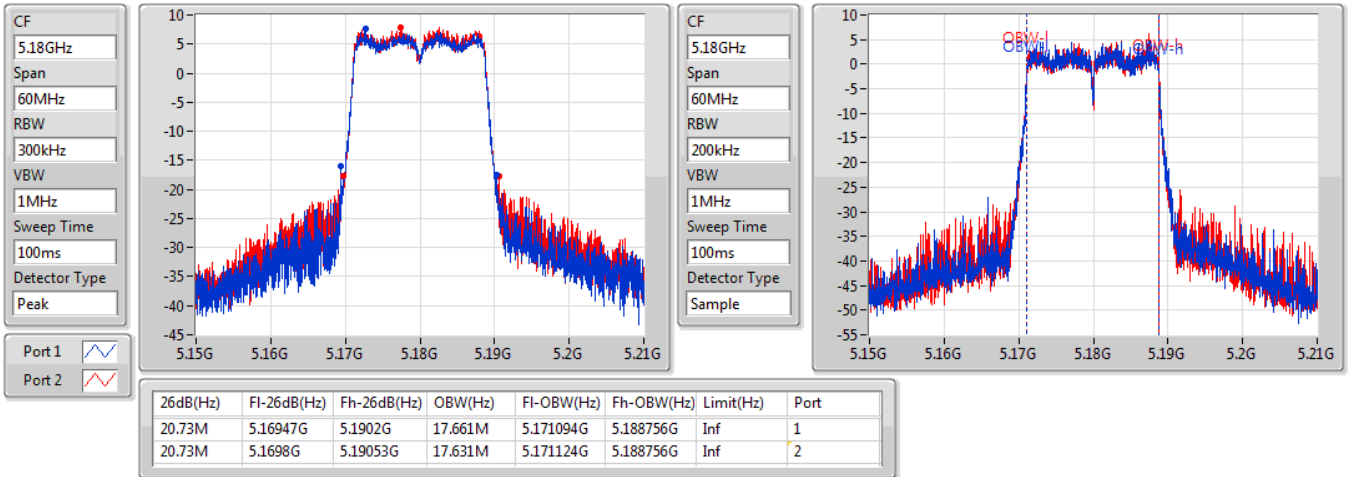 CF
5.18GHz
Span
60MHz
RBW
300kHz
VBW
1MHz
Sweep Time
100ms
Detector Type
Peak
Port 1
Port 2
10
5
0
-5
-10
-15
-20
-25
-30
-35
-40
-45
5.15G 5.16G 5.17G 5.18G 5.19G 5.2G 5.21G
CF
5.18GHz
Span
60MHz
RBW
200kHz
VBW
1MHz
Sweep Time
100ms
Detector Type
Sample
10
5
0
-5
-10
-15
-20
-25
-30
-35
-40
-45
-50
-55
OBW-l
OBW-l
OBW-h
OBW-h
5.15G 5.16G 5.17G 5.18G 5.19G 5.2G 5.21G
26dB(Hz) Fl-26dB(Hz) Fh-26dB(Hz) OBW(Hz) Fl-OBW(Hz) Fh-OBW(Hz) Limit(Hz) Port
20.73M 5.16947G 5.1902G 17.661M 5.171094G 5.188756G Inf 1
20.73M 5.1698G 5.19053G 17.631M 5.171124G 5.188756G Inf 2